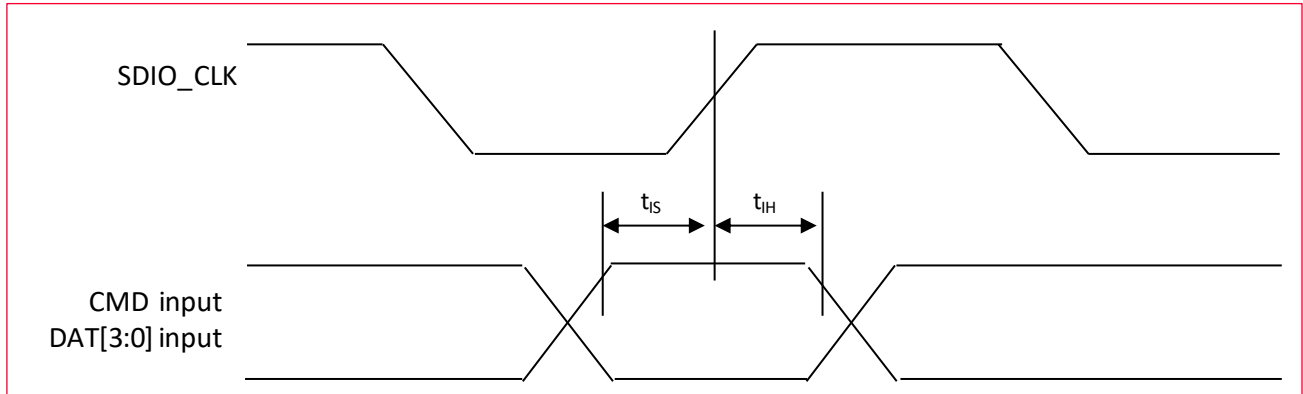 SDIO_CLK
tIS
tIH
CMD input
DAT[3:0] input